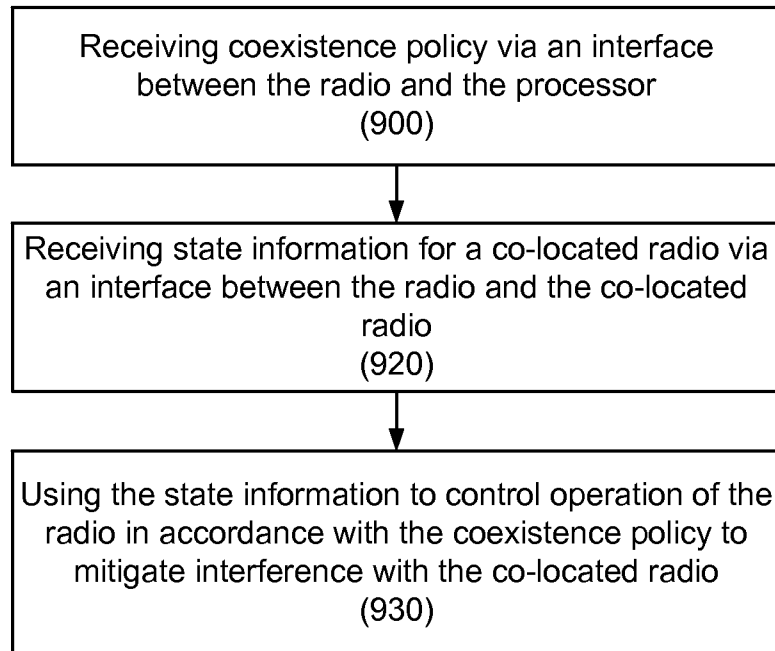 Receiving coexistence policy via an interface
between the radio and the processor
(900)
Receiving state information for a co-located radio via
an interface between the radio and the co-located
radio
(920)
Using the state information to control operation of the
radio in accordance with the coexistence policy to
mitigate interference with the co-located radio
(930)